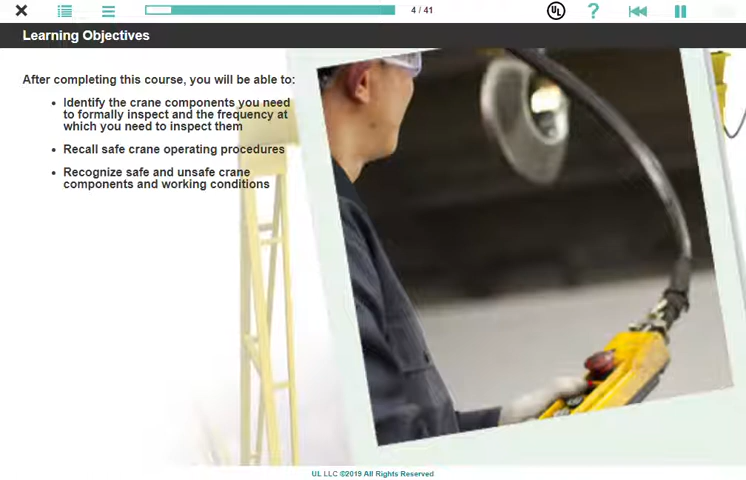 4 / 41
UL
?
Learning Objectives
After completing this course, you will be able to:
• Identify the crane components you need
to formally inspect and the frequency at
which you need to inspect them
• Recall safe crane operating procedures
• Recognize safe and unsafe crane
components and working conditions
UL LLC ©2019 All Rights Reserved